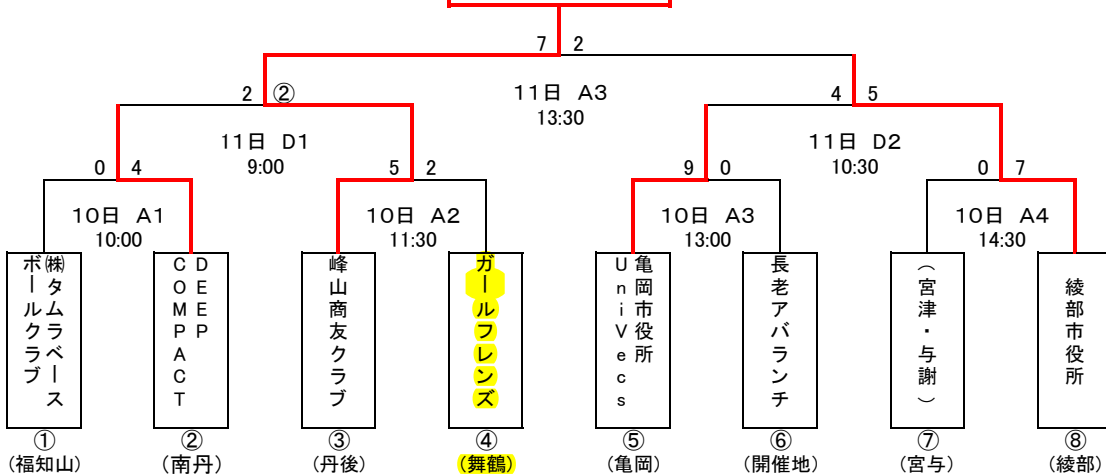 7 2
2 ②
11日 A3
13:30
4 5
11日 D1
9:00
11日 D2
10:30
0 4
5 2
9 0
0 7
10日 A1
10:00
10日 A2
11:30
10日 A3
13:00
10日 A4
14:30
㈱タムラベース
ボールクラブ
DEEP
COMPACT
峰山商友クラブ
ガールフレンズ
亀岡市役所
UniVecs
長老アバランチ
（宮津・与謝）
綾部市役所
① ② ③ ④ ⑤ ⑥ ⑦ ⑧
(福知山) (南丹) (丹後) (舞鶴) (亀岡) (開催地) (宮与) (綾部)